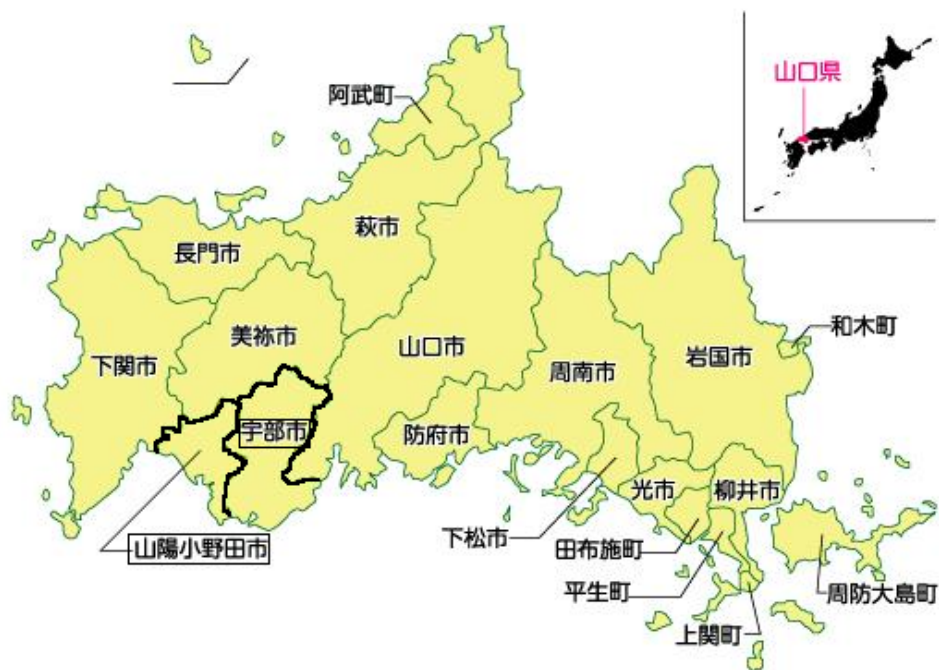 山口県
阿武町
萩市
長門市
和木町
美祢市
山口市
岩国市
下関市
周南市
宇部市
防府市
光市
柳井市
下松市
山陽小野田市
田布施町
平生町
周防大島町
上関町